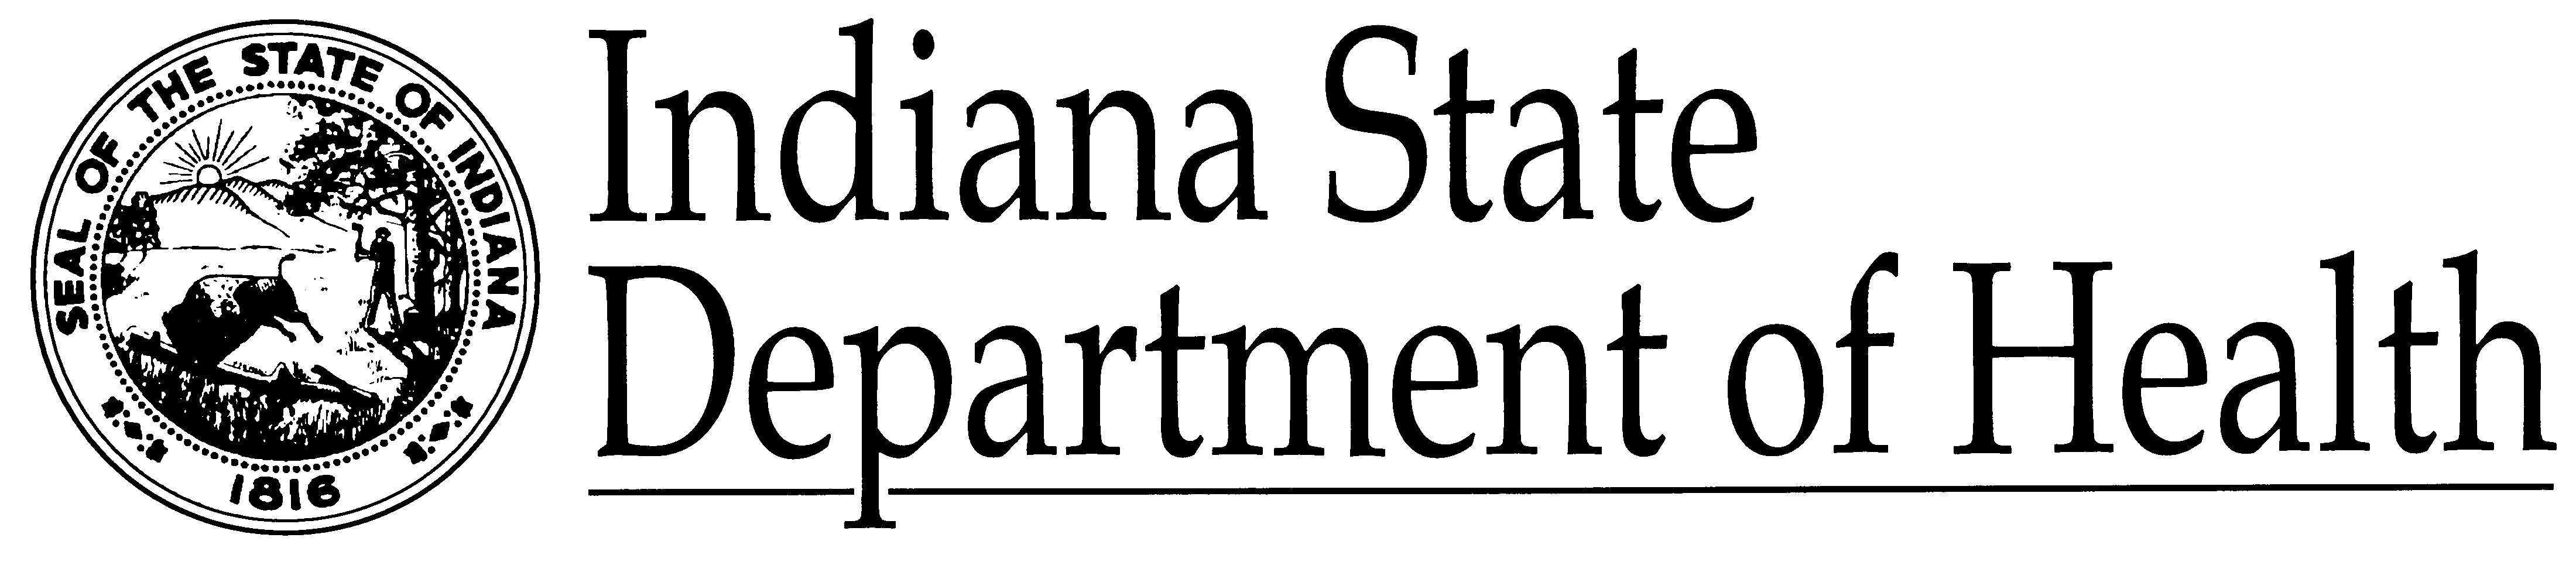 SEAL OF THE STATE OF INDIANA
1816
Indiana State
Department of Health